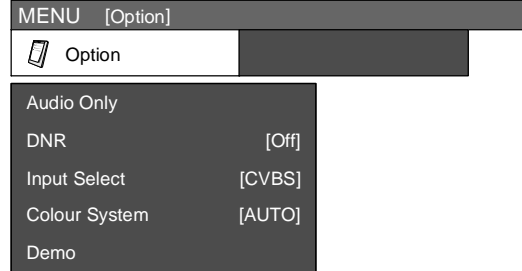 MENU [Option]
Option
Audio Only
DNR [Off]
Input Select [CVBS]
Colour System [AUTO]
Demo